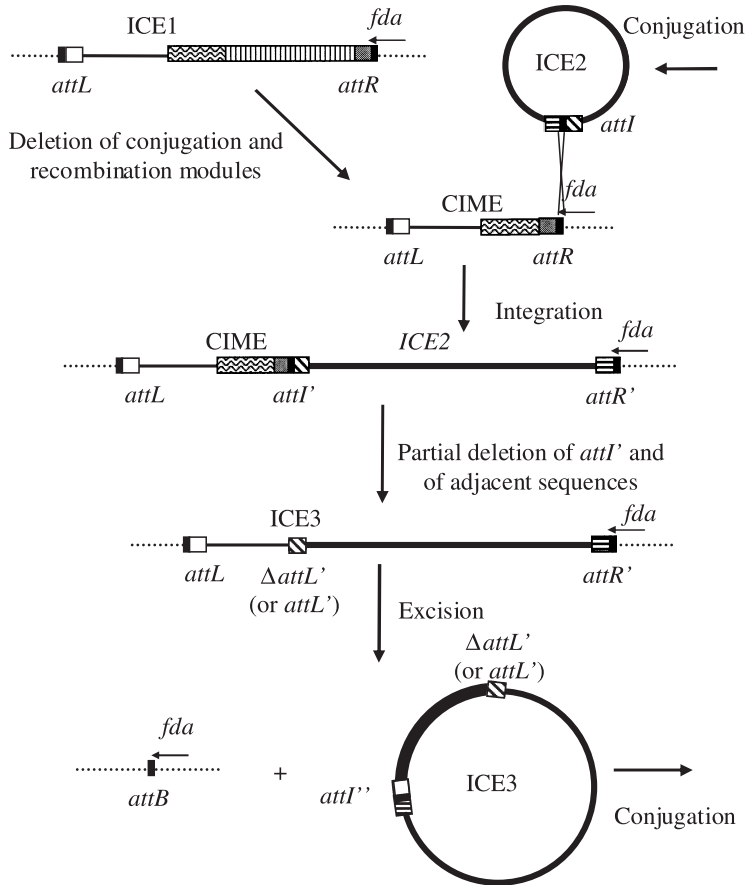 ICE1
fda
attL
attR
ICE2
Conjugation
attI
Deletion of conjugation and
recombination modules
CIME
fda
attL
attR
Integration
CIME
ICE2
fda
attL
attI’
attR’
Partial deletion of attI’ and
of adjacent sequences
ICE3
fda
attL
ΔattL’
(or attL’)
attR’
Excision
ΔattL’
(or attL’)
fda
attB
+
attI’’
ICE3
Conjugation